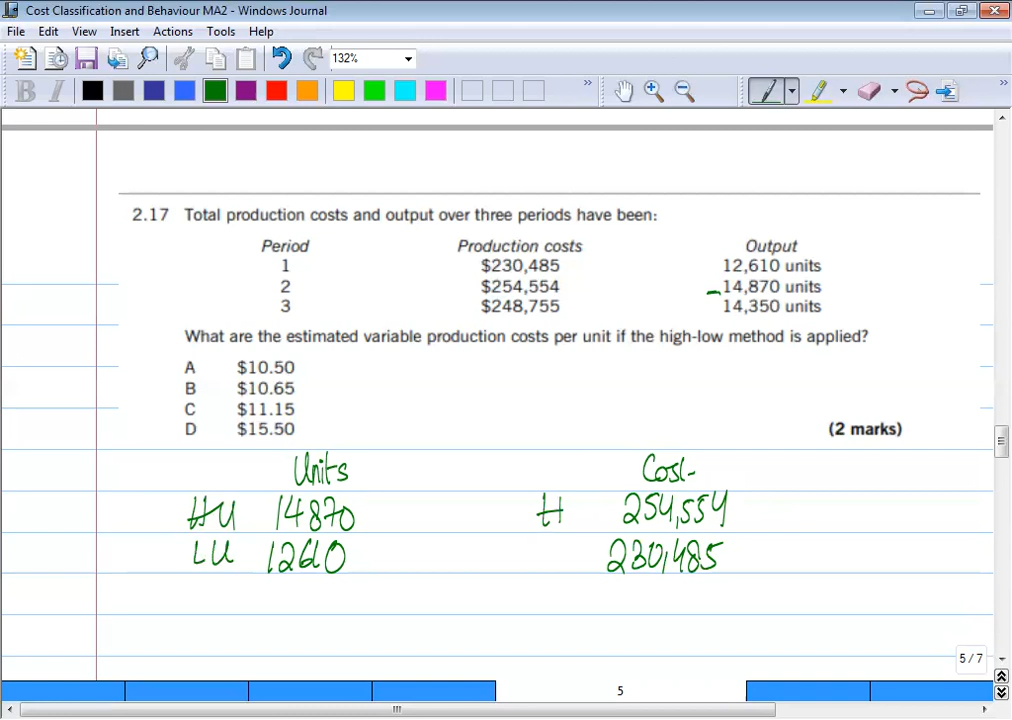 Cost Classification and Behaviour MA2 - Windows Journal
File Edit View Insert Actions Tools Help
132%
B I
2.17 Total production costs and output over three periods have been:
Period Production costs Output
1 $230,485 12,610 units
2 $254,554 14,870 units
3 $248,755 14,350 units
What are the estimated variable production costs per unit if the high-low method is applied?
A $10.50
B $10.65
C $11.15
D $15.50 (2 marks)
Units Cost
HU 14870 H 254,554
LU 12610 230,485
5 / 7
5